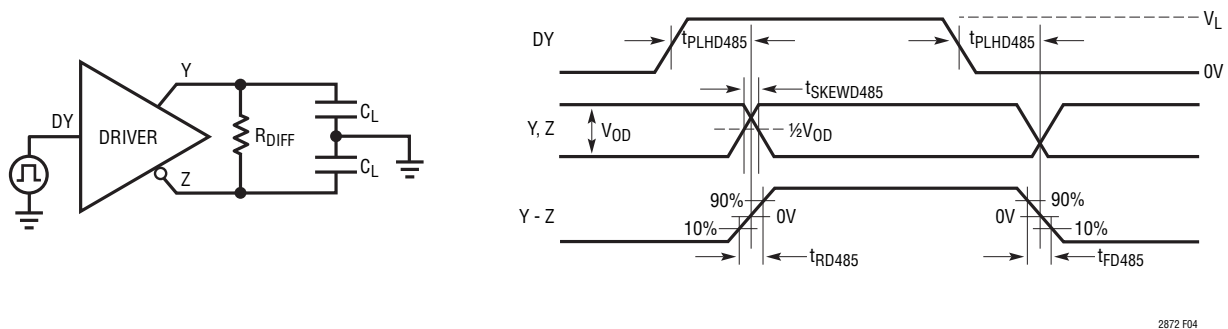 DY
DRIVER
Y
Z
R_DIFF
C_L
C_L
DY
t_PLHD485
t_PLHD485
V_L
0V
t_SKEWD485
Y, Z
V_OD
½V_OD
Y - Z
90%
10%
0V
0V
90%
10%
t_RD485
t_FD485
2872 F04